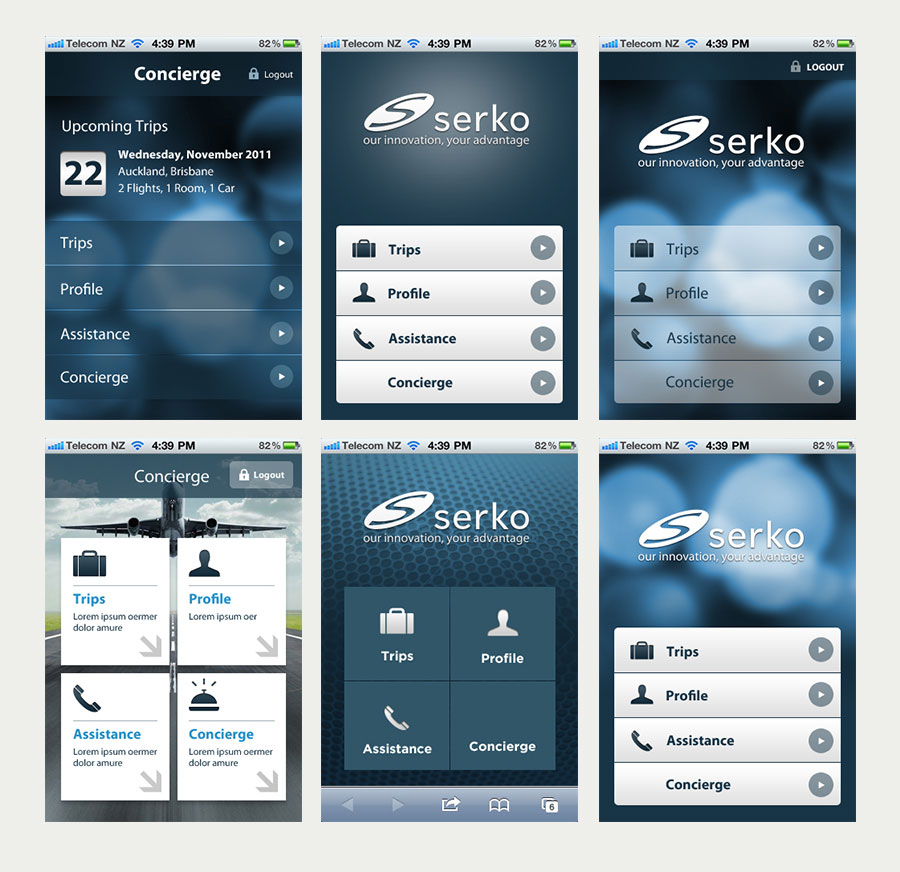 Telecom NZ 4:39 PM 82%
Concierge Logout
Upcoming Trips
22
Wednesday, November 2011
Auckland, Brisbane
2 Flights, 1 Room, 1 Car
Trips
Profile
Assistance
Concierge
Telecom NZ 4:39 PM 82%
serko
our innovation, your advantage
Trips
Profile
Assistance
Concierge
Telecom NZ 4:39 PM 82%
LOGOUT
serko
our innovation, your advantage
Trips
Profile
Assistance
Concierge
Telecom NZ 4:39 PM 82%
Concierge Logout
Trips
Lorem ipsum oermer
dolor amure
Profile
Lorem ipsum oer
Assistance
Lorem ipsum oermer
dolor amure
Concierge
Lorem ipsum oermer
dolor amure
Telecom NZ 4:39 PM 82%
serko
our innovation, your advantage
Trips
Profile
Assistance
Concierge
6
Telecom NZ 4:39 PM 82%
serko
our innovation, your advantage
Trips
Profile
Assistance
Concierge